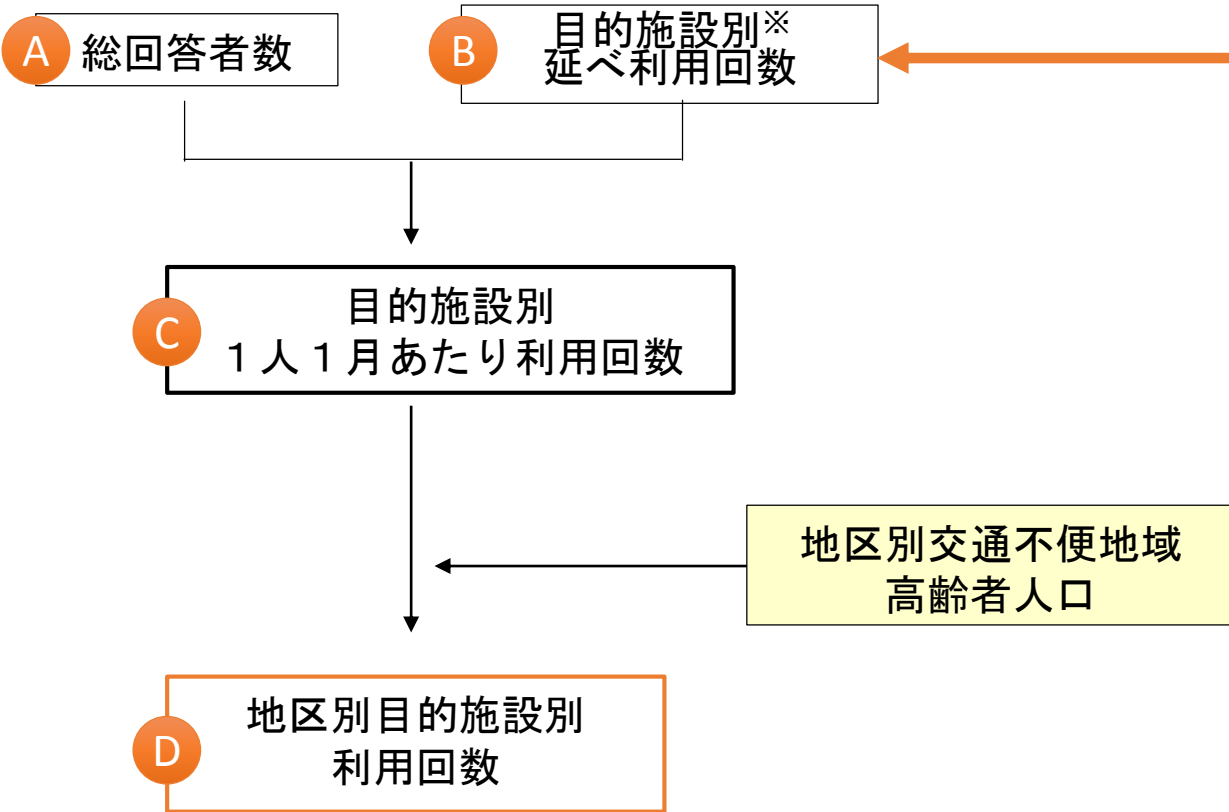 A
総回答者数
B
目的施設別※
延べ利用回数
C
目的施設別
１人１月あたり利用回数
地区別交通不便地域
高齢者人口
D
地区別目的施設別
利用回数